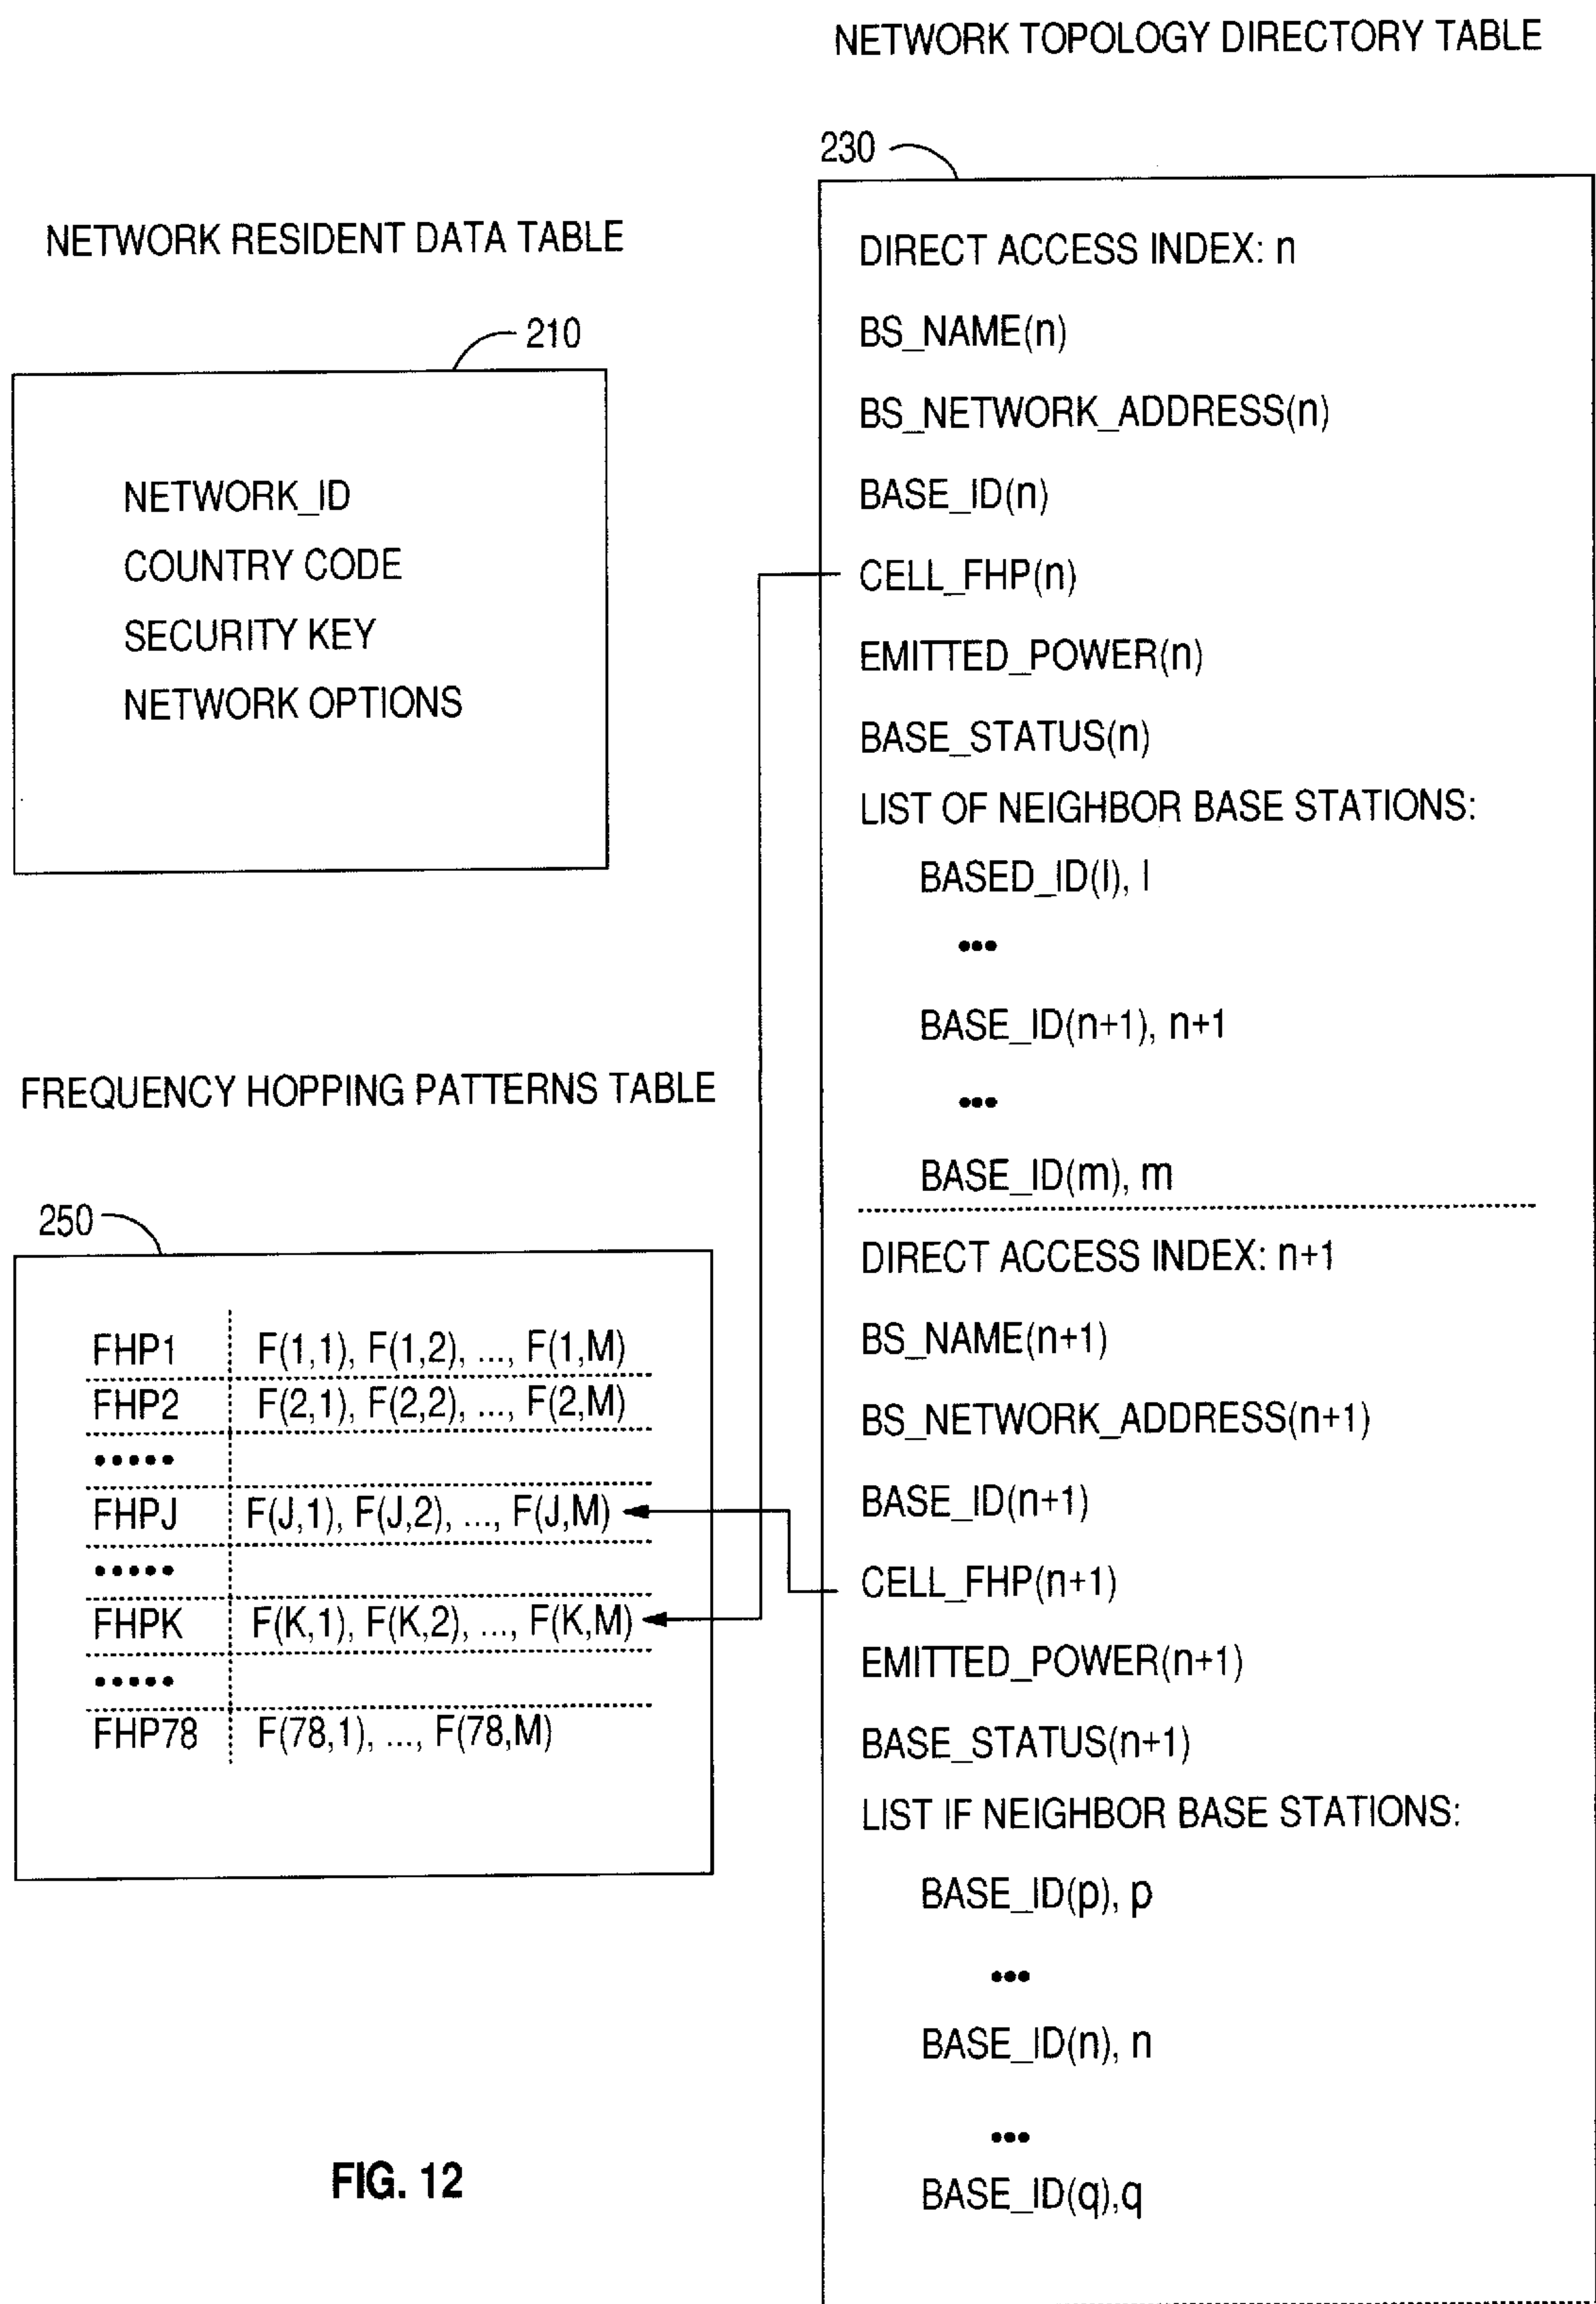 NETWORK TOPOLOGY DIRECTORY TABLE
230
DIRECT ACCESS INDEX: n
BS_NAME(n)
BS_NETWORK_ADDRESS(n)
BASE_ID(n)
CELL_FHP(n)
EMITTED_POWER(n)
BASE_STATUS(n)
LIST OF NEIGHBOR BASE STATIONS:
BASED_ID(l), l
•••
BASE_ID(n+1), n+1
•••
BASE_ID(m), m
DIRECT ACCESS INDEX: n+1
BS_NAME(n+1)
BS_NETWORK_ADDRESS(n+1)
BASE_ID(n+1)
CELL_FHP(n+1)
EMITTED_POWER(n+1)
BASE_STATUS(n+1)
LIST IF NEIGHBOR BASE STATIONS:
BASE_ID(p), p
•••
BASE_ID(n), n
•••
BASE_ID(q),q
NETWORK RESIDENT DATA TABLE
210
NETWORK_ID
COUNTRY CODE
SECURITY KEY
NETWORK OPTIONS
FREQUENCY HOPPING PATTERNS TABLE
250
FHP1 F(1,1), F(1,2), ..., F(1,M)
FHP2 F(2,1), F(2,2), ..., F(2,M)
•••••
FHPJ F(J,1), F(J,2), ..., F(J,M)
•••••
FHPK F(K,1), F(K,2), ..., F(K,M)
•••••
FHP78 F(78,1), ..., F(78,M)
FIG. 12